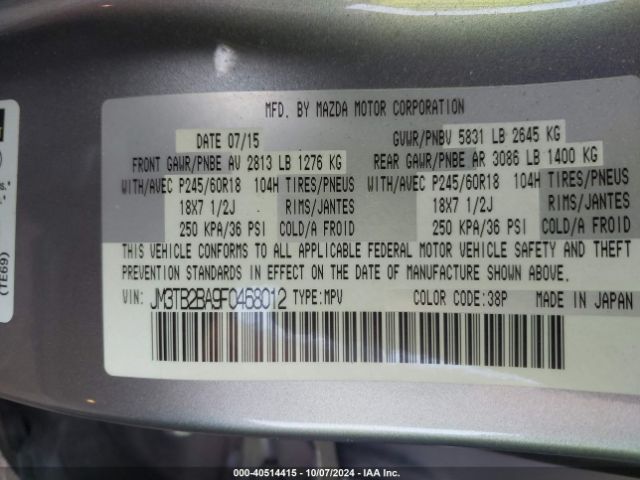 MFD. BY MAZDA MOTOR CORPORATION
DATE 07/15 GVWR/PNBV 5831 LB 2645 KG
FRONT GAWR/PNBE AV 2813 LB 1276 KG REAR GAWR/PNBE AR 3086 LB 1400 KG
WITH/AVEC P245/60R18 104H TIRES/PNEUS WITH/AVEC P245/60R18 104H TIRES/PNEUS
18X7 1/2J RIMS/JANTES 18X7 1/2J RIMS/JANTES
250 KPA/36 PSI COLD/A FROID 250 KPA/36 PSI COLD/A FROID
THIS VEHICLE CONFORMS TO ALL APPLICABLE FEDERAL MOTOR VEHICLE SAFETY AND THEFT
PREVENTION STANDARDS IN EFFECT ON THE DATE OF MANUFACTURE SHOWN ABOVE.
VIN: JM3TB2BA9F0468012 TYPE:MPV COLOR CODE:38P MADE IN JAPAN
(TE69)
000-40514415 - 10/07/2024 - IAA Inc.